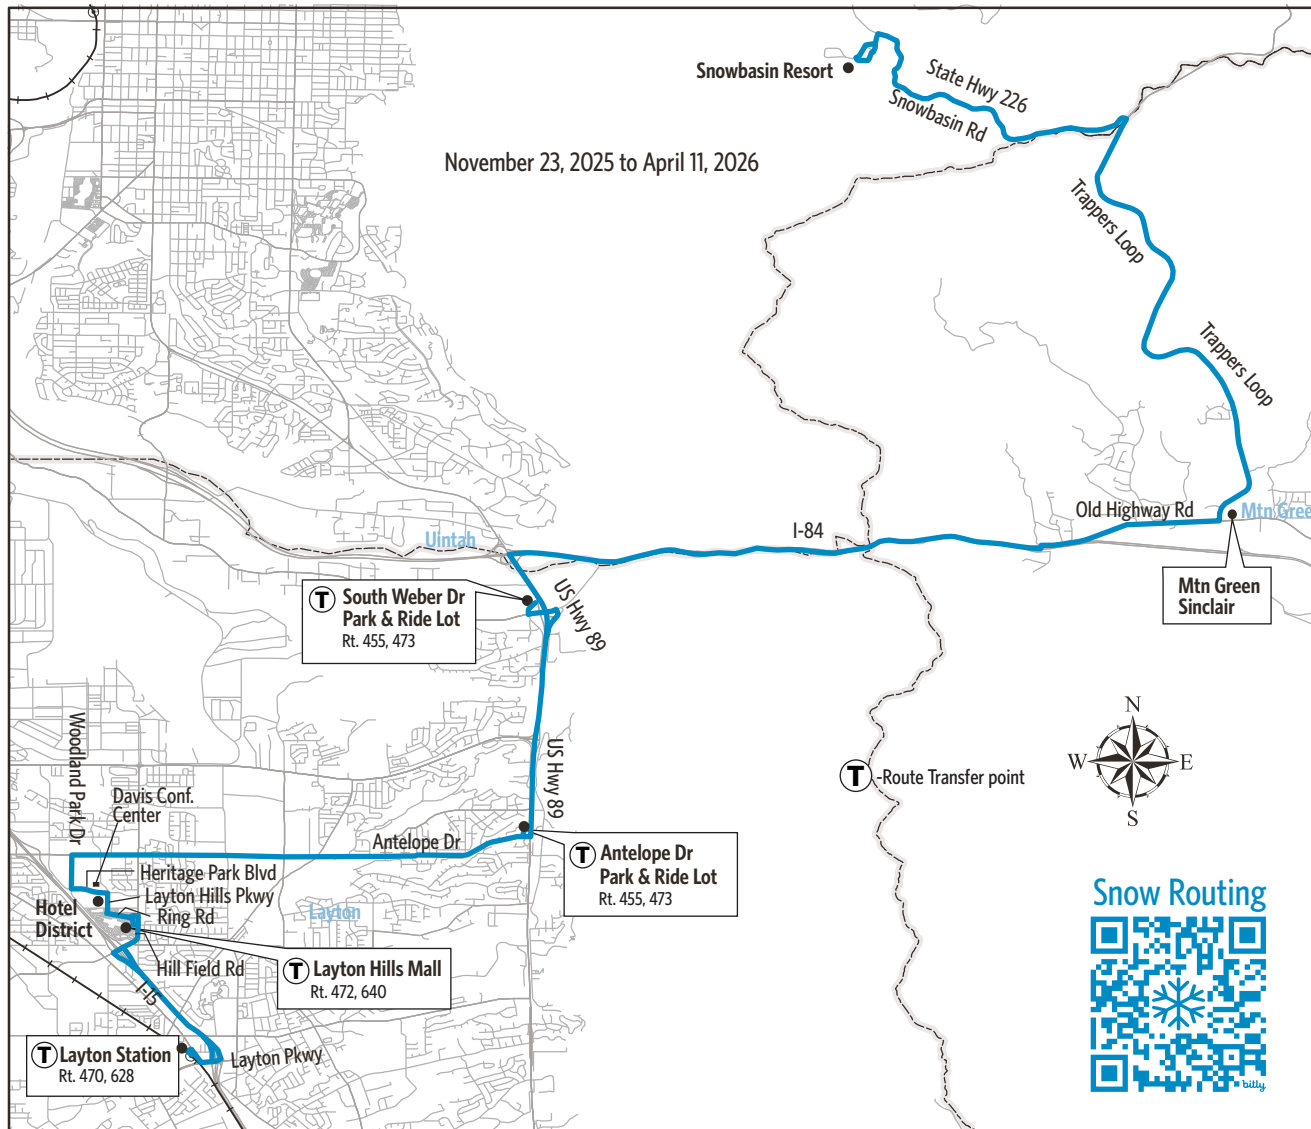 Snowbasin Resort
State Hwy 226
Snowbasin Rd
November 23, 2025 to April 11, 2026
Trappers Loop
Trappers Loop
Old Highway Rd
Mtn Gree
I-84
Uintah
Mtn Green
Sinclair
T South Weber Dr
Park & Ride Lot
Rt. 455, 473
US Hwy 89
N
W
E
S
Woodland Park Dr
US Hwy 89
T -Route Transfer point
Davis Conf.
Center
Antelope Dr
T Antelope Dr
Park & Ride Lot
Rt. 455, 473
Heritage Park Blvd
Layton Hills Pkwy
Ring Rd
Hotel
District
Layton
Snow Routing
Hill Field Rd
T Layton Hills Mall
Rt. 472, 640
I-15
T Layton Station
Rt. 470, 628
Layton Pkwy
bitly